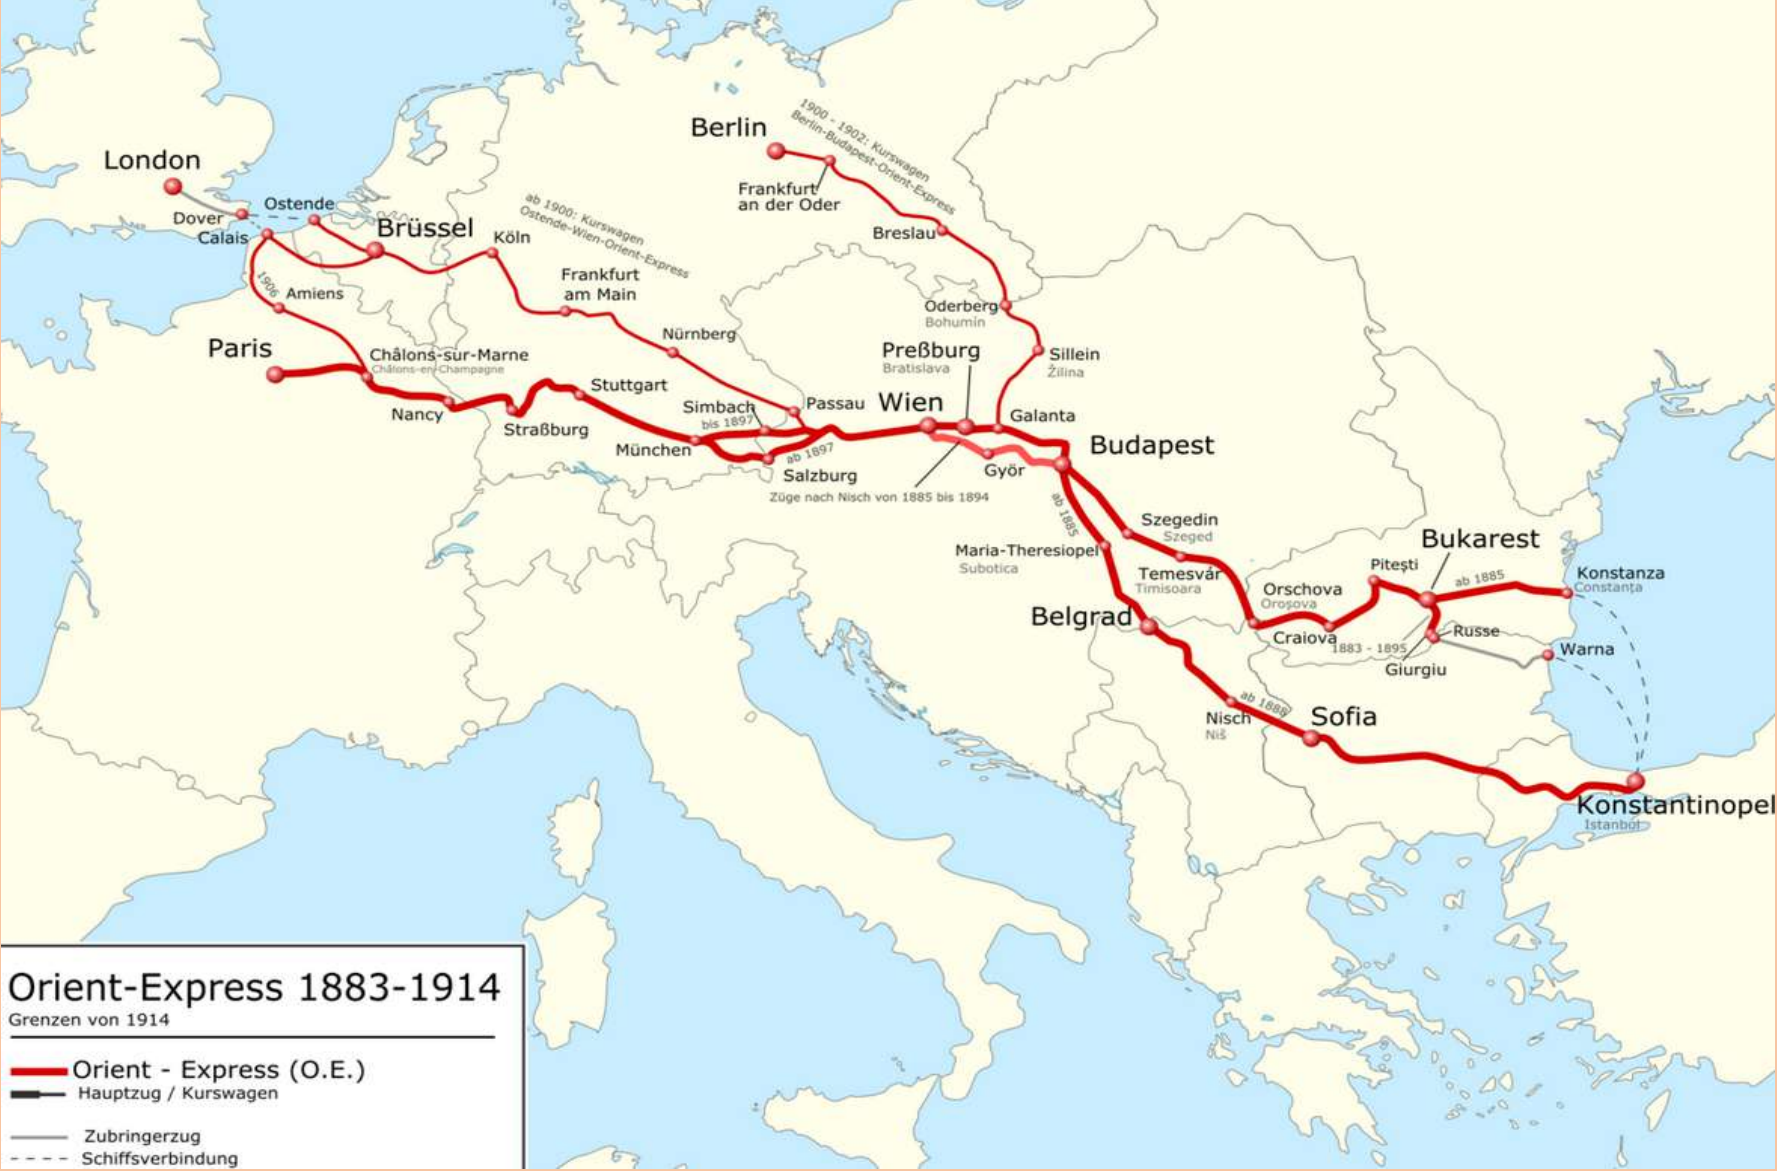 London
Dover
Calais
Ostende
Brüssel
Köln
ab 1900: Kurswagen
Ostende-Wien-Orient-Express
Berlin
1900 - 1902: Kurswagen
Berlin-Budapest-Orient-Express
Frankfurt
an der Oder
Breslau
Oderberg
Bohumín
Sillein
Žilina
Galanta
1906
Amiens
Frankfurt
am Main
Nürnberg
Paris
Châlons-sur-Marne
Châlons-en-Champagne
Nancy
Straßburg
Stuttgart
München
Simbach
bis 1897
Passau
ab 1897
Salzburg
Wien
Preßburg
Bratislava
Györ
Züge nach Nisch von 1885 bis 1894
Budapest
ab 1885
Szegedin
Szeged
Maria-Theresiopel
Subotica
Temesvár
Timisoara
Belgrad
Orschova
Oroșova
Craiova
Pitești
Bukarest
ab 1885
Konstanza
Constanța
1883 - 1895
Russe
Giurgiu
Warna
Nisch
Niš
ab 1888
Sofia
Konstantinopel
Istanbol
Orient-Express 1883-1914
Grenzen von 1914
Orient - Express (O.E.)
Hauptzug / Kurswagen
Zubringerzug
Schiffsverbindung